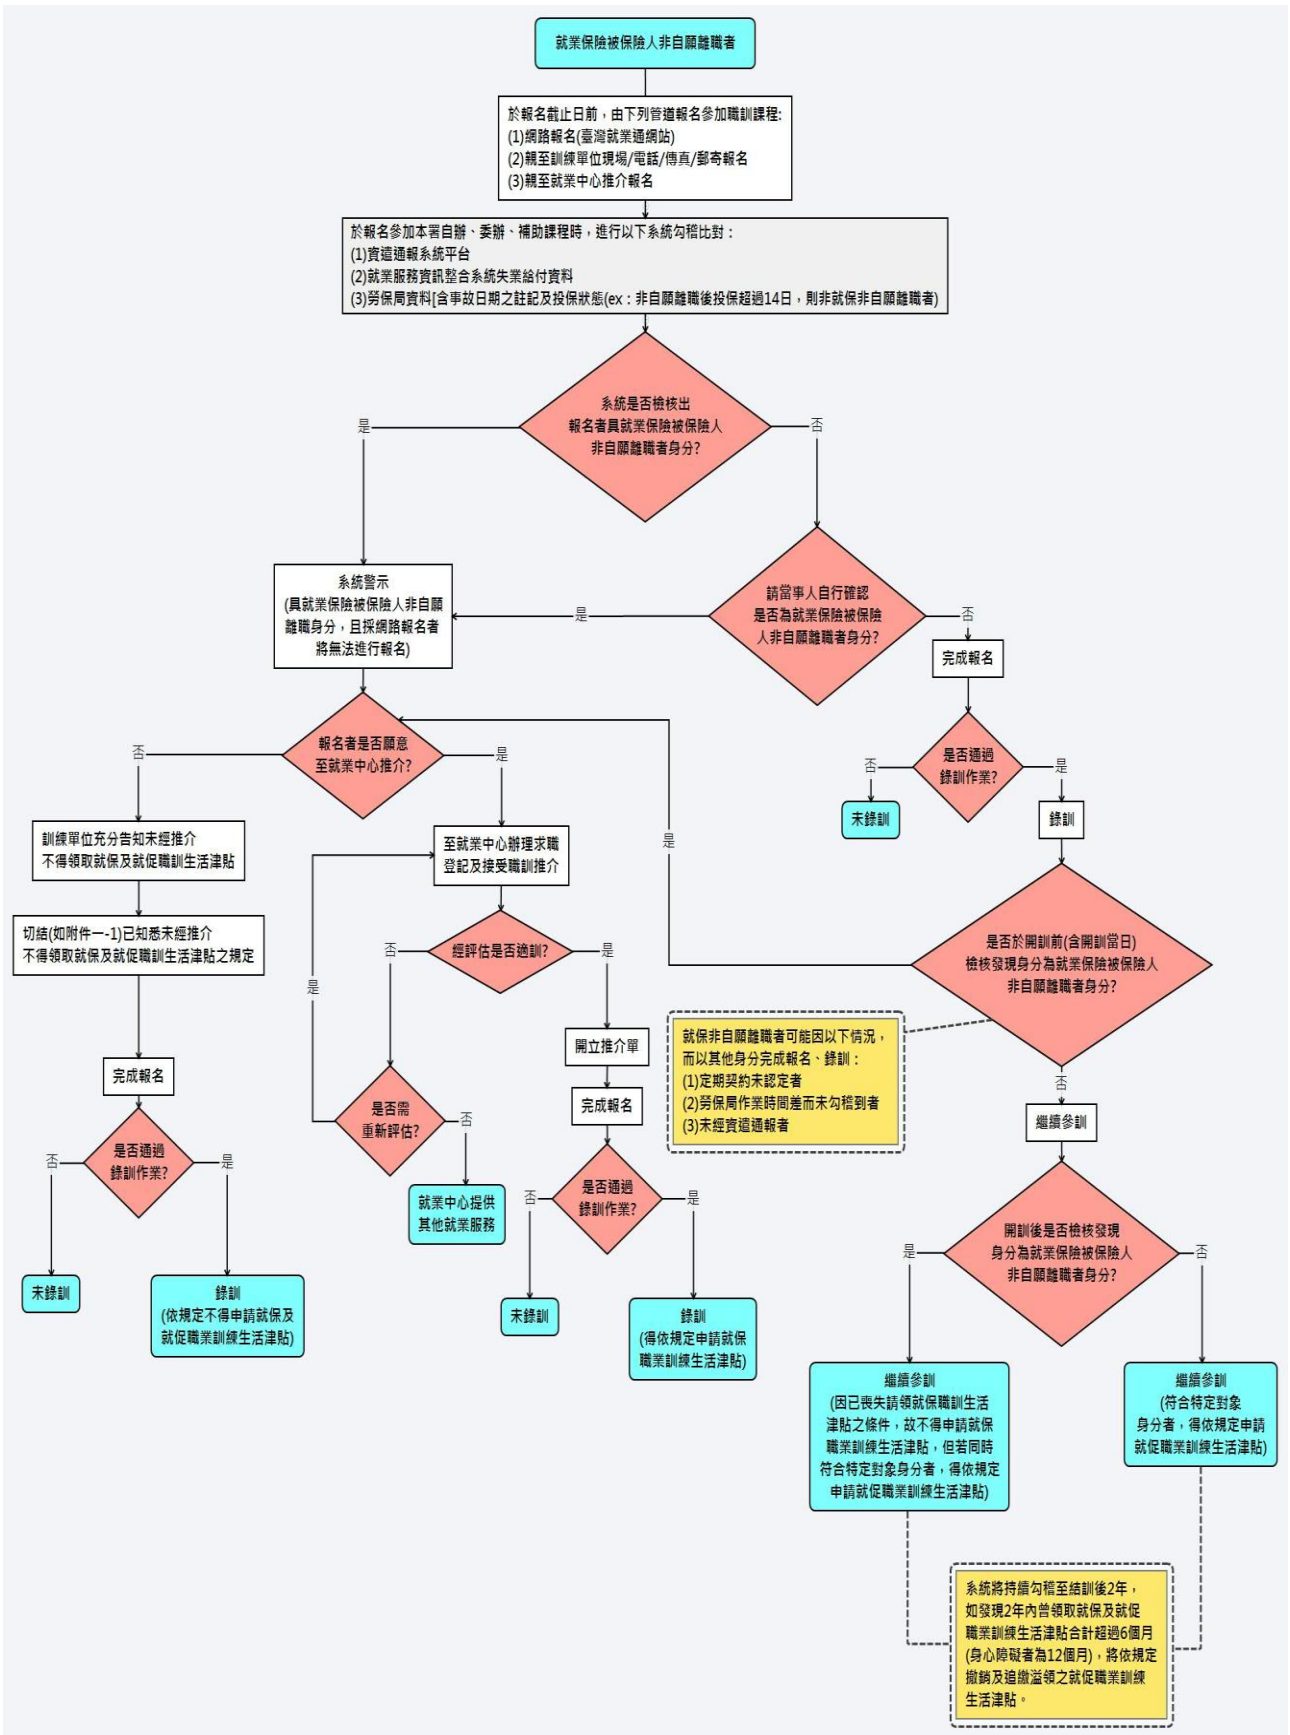 就業保險被保險人非自願離職者
於報名截止日前，由下列管道報名參加職訓課程:
(1)網路報名(臺灣就業通網站)
(2)親至訓練單位現場/電話/傳真/郵寄報名
(3)親至就業中心推介報名
於報名參加本署自辦、委辦、補助課程時，進行以下系統勾稽比對：
(1)資遣通報系統平台
(2)就業服務資訊整合系統失業給付資料
(3)勞保局資料[含事故日期之註記及投保狀態(ex：非自願離職後投保超過14日，則非就保非自願離職者)
系統是否檢核出
報名者具就業保險被保險人
非自願離職者身分?
是
否
系統警示
(具就業保險被保險人非自願
離職身分，且採網路報名者
將無法進行報名)
是
請當事人自行確認
是否為就業保險被保險
人非自願離職者身分?
否
完成報名
是否通過
錄訓作業?
否
是
未錄訓
錄訓
報名者是否願意
至就業中心推介?
否
是
訓練單位充分告知未經推介
不得領取就保及就促職訓生活津貼
至就業中心辦理求職
登記及接受職訓推介
是
切結(如附件一-1)已知悉未經推介
不得領取就保及就促職訓生活津貼之規定
經評估是否適訓?
否
是
是
是否於開訓前(含開訓當日)
檢核發現身分為就業保險被保險人
非自願離職者身分?
就保非自願離職者可能因以下情況，
而以其他身分完成報名、錄訓：
(1)定期契約未認定者
(2)勞保局作業時間差而未勾稽到者
(3)未經資遣通報者
開立推介單
完成報名
完成報名
否
繼續參訓
是否需
重新評估?
否
是否通過
錄訓作業?
否
是
是否通過
錄訓作業?
否
是
就業中心提供
其他就業服務
開訓後是否檢核發現
身分為就業保險被保險人
非自願離職者身分?
是
否
未錄訓
錄訓
(依規定不得申請就保及
就促職業訓練生活津貼)
未錄訓
錄訓
(得依規定申請就保
職業訓練生活津貼)
繼續參訓
(因已喪失請領就保職訓生活
津貼之條件，故不得申請就保
職業訓練生活津貼，但若同時
符合特定對象身分者，得依規定
申請就促職業訓練生活津貼)
繼續參訓
(符合特定對象
身分者，得依規定申請
就促職業訓練生活津貼)
系統將持續勾稽至結訓後2年，
如發現2年內曾領取就保及就促
職業訓練生活津貼合計超過6個月
(身心障礙者為12個月)，將依規定
撤銷及追繳溢領之就促職業訓練
生活津貼。